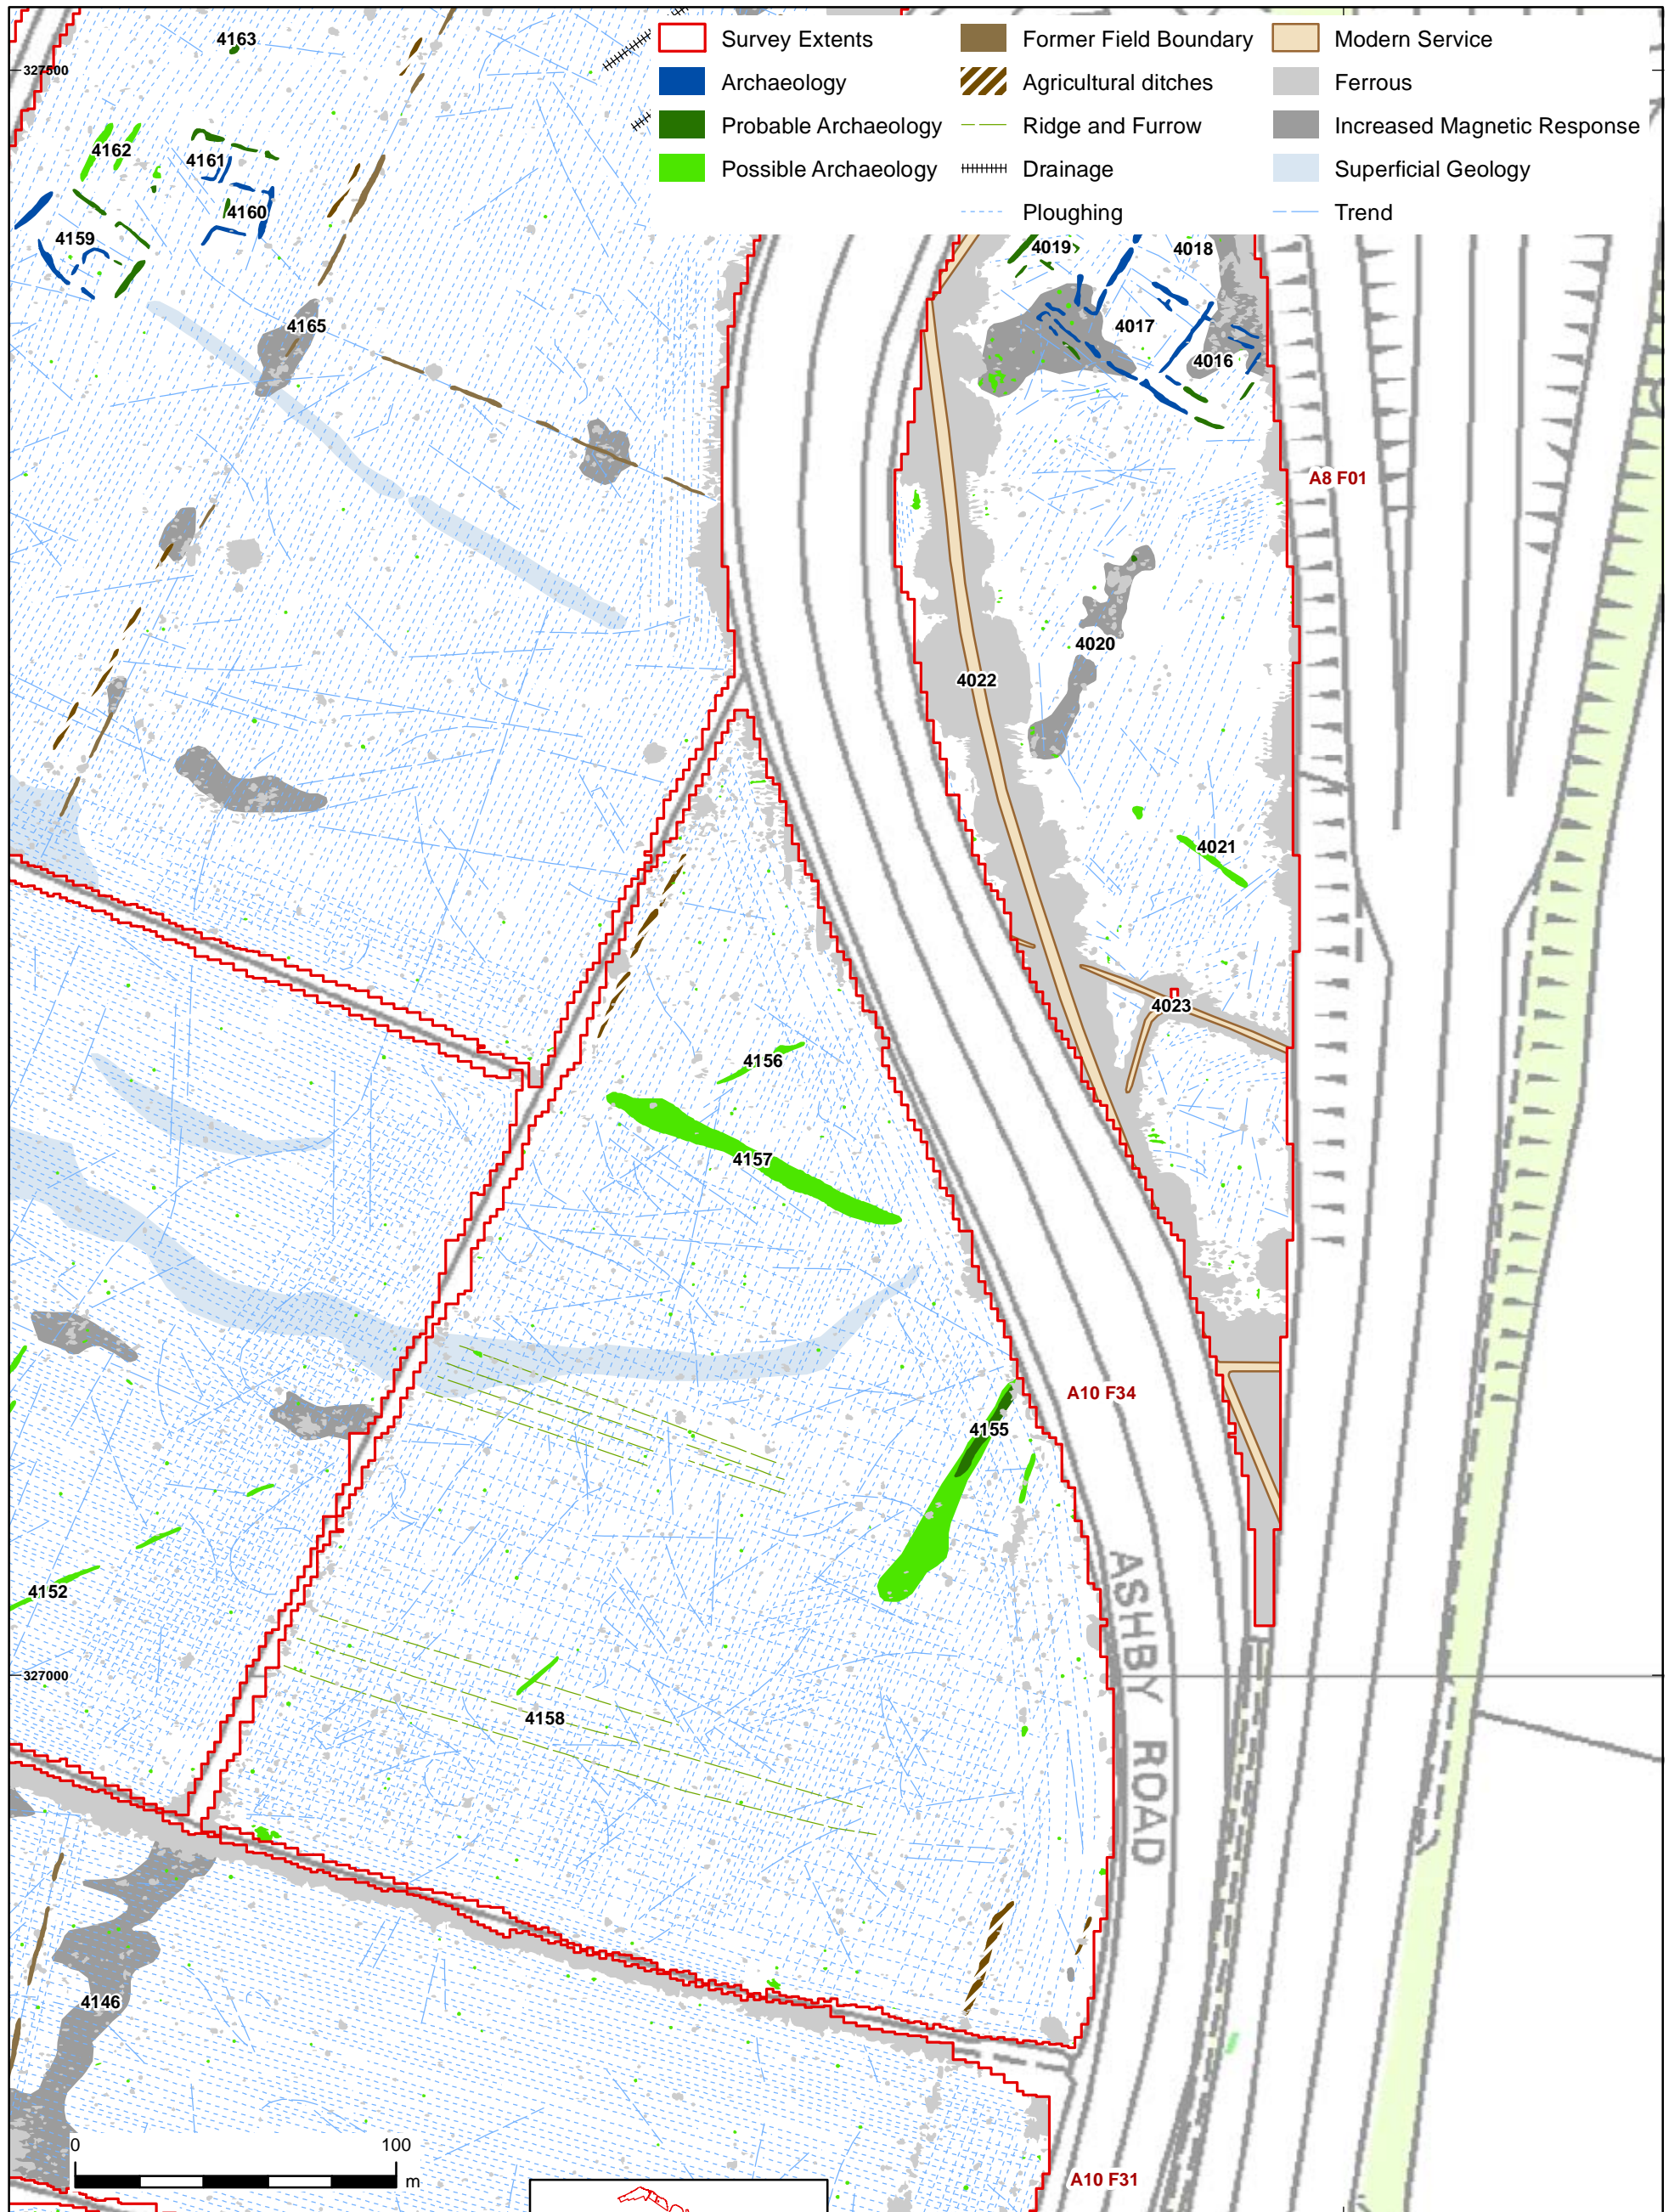 4163
327500
Survey Extents
Archaeology
Probable Archaeology
Possible Archaeology
Former Field Boundary
Agricultural ditches
Ridge and Furrow
Drainage
Ploughing
Modern Service
Ferrous
Increased Magnetic Response
Superficial Geology
Trend
4162
4161
4160
4159
4165
4019
4018
4017
4016
A8 F01
4020
4022
4021
4023
4156
4157
A10 F34
4155
4152
ASHBY ROAD
327000
4158
4146
0 100
m
A10 F31